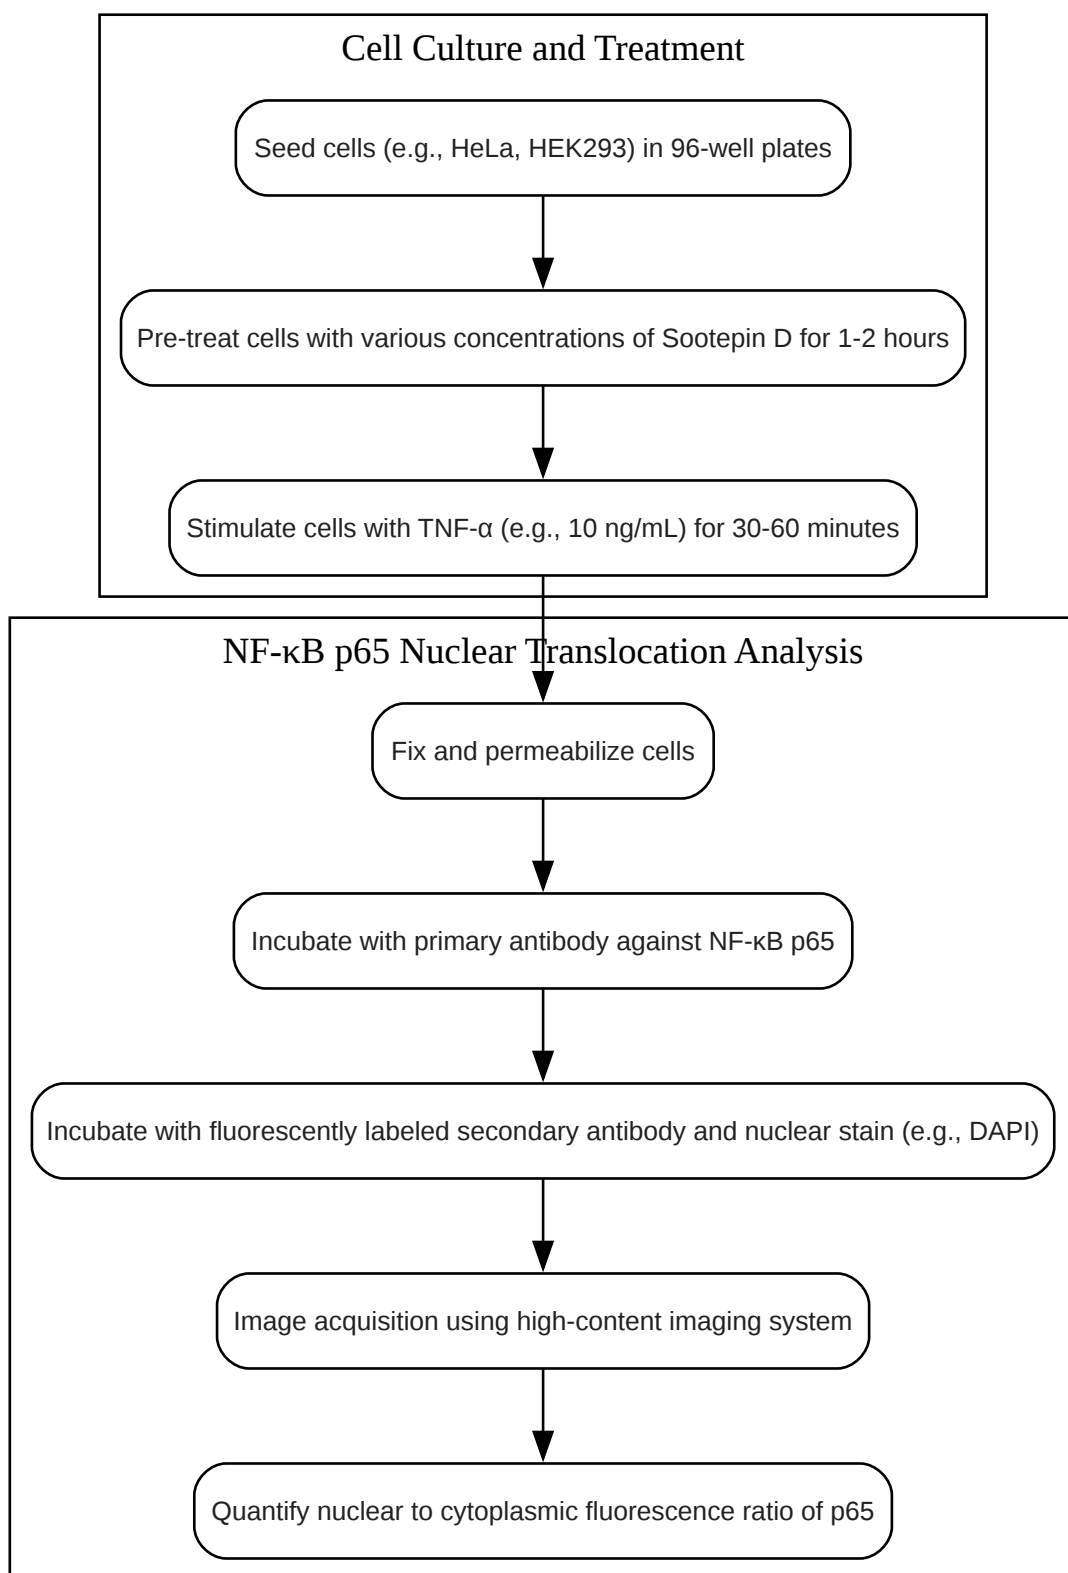 Cell Culture and Treatment
Seed cells (e.g., HeLa, HEK293) in 96-well plates
Pre-treat cells with various concentrations of Sootepin D for 1-2 hours
Stimulate cells with TNF-α (e.g., 10 ng/mL) for 30-60 minutes
NF-κB p65 Nuclear Translocation Analysis
Fix and permeabilize cells
Incubate with primary antibody against NF-κB p65
Incubate with fluorescently labeled secondary antibody and nuclear stain (e.g., DAPI)
Image acquisition using high-content imaging system
Quantify nuclear to cytoplasmic fluorescence ratio of p65